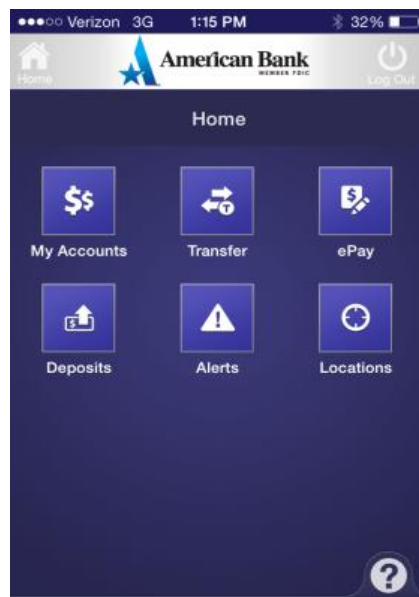 Verizon 3G 1:15 PM 32%
Home American Bank Log Out
MEMBER FDIC
Home
$$ T $
My Accounts Transfer ePay
$
Deposits Alerts Locations
?